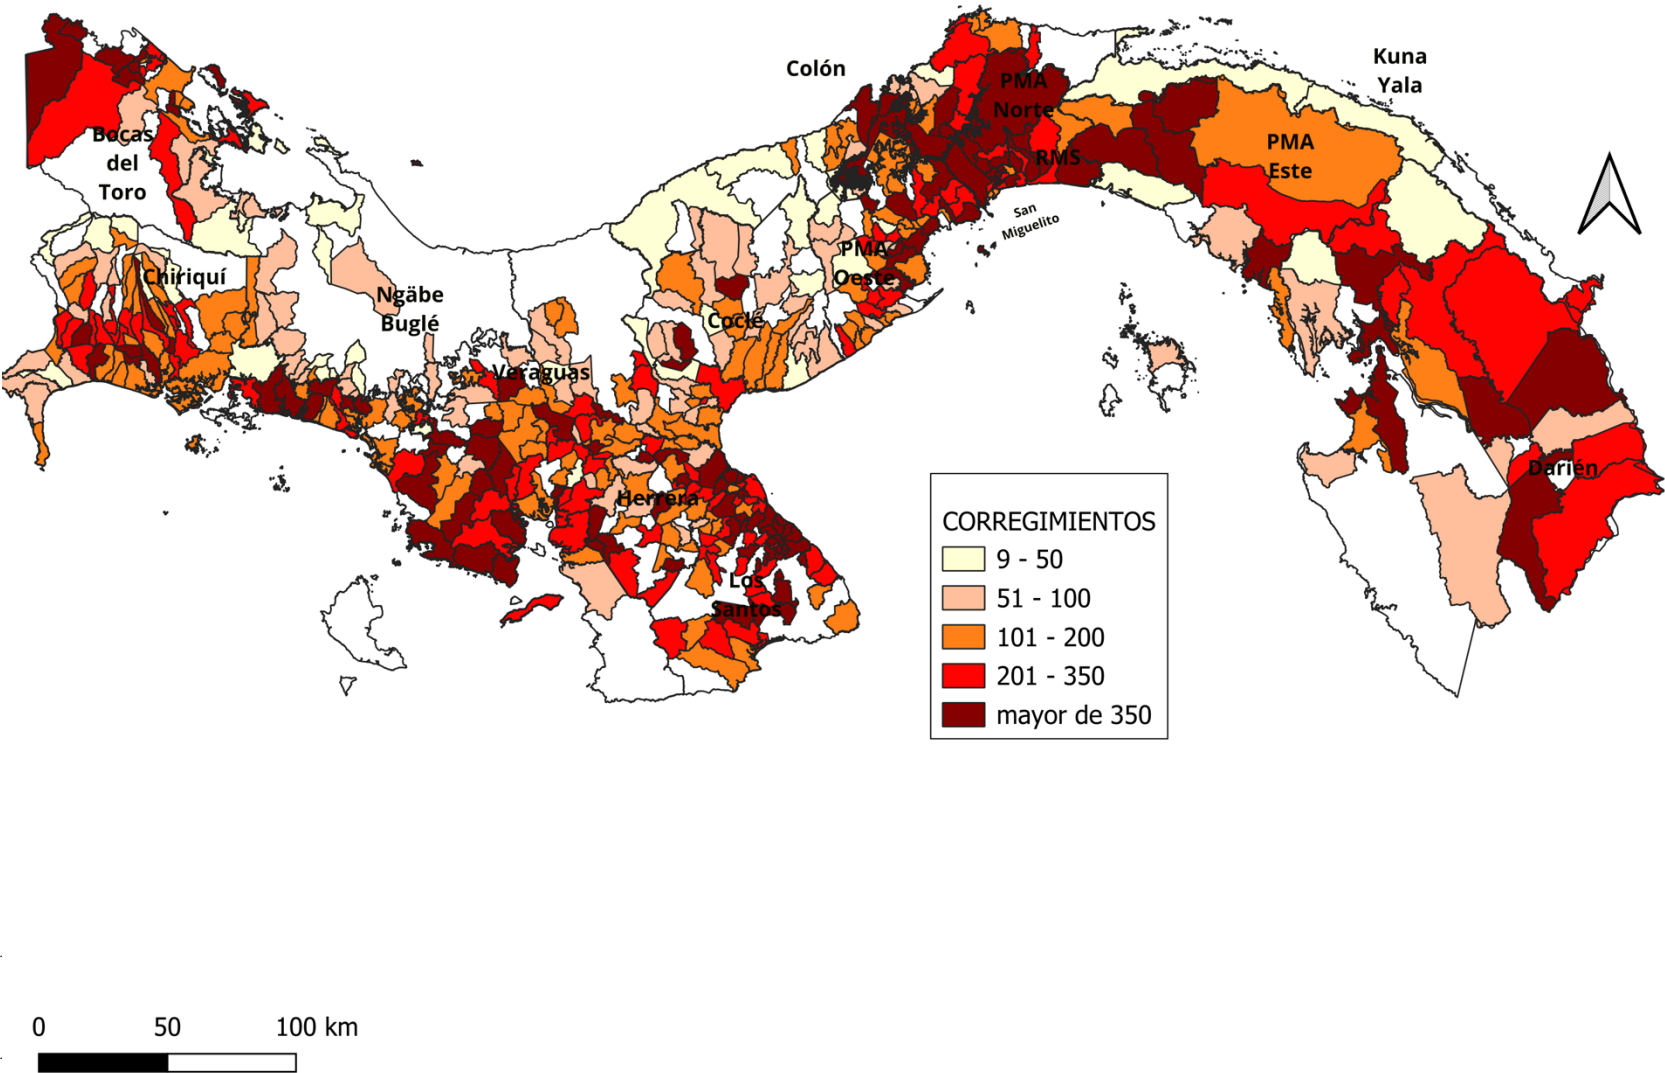 Colón
Kuna
Yala
PMA
Norte
Bocas
del
Toro
RMS
PMA
Este
San
Miguelito
PMA
Oeste
Chiriquí
Ngäbe
Buglé
Coclé
Veraguas
Herrera
Darién
Los
Santos
CORREGIMIENTOS
9 - 50
51 - 100
101 - 200
201 - 350
mayor de 350
0 50 100 km